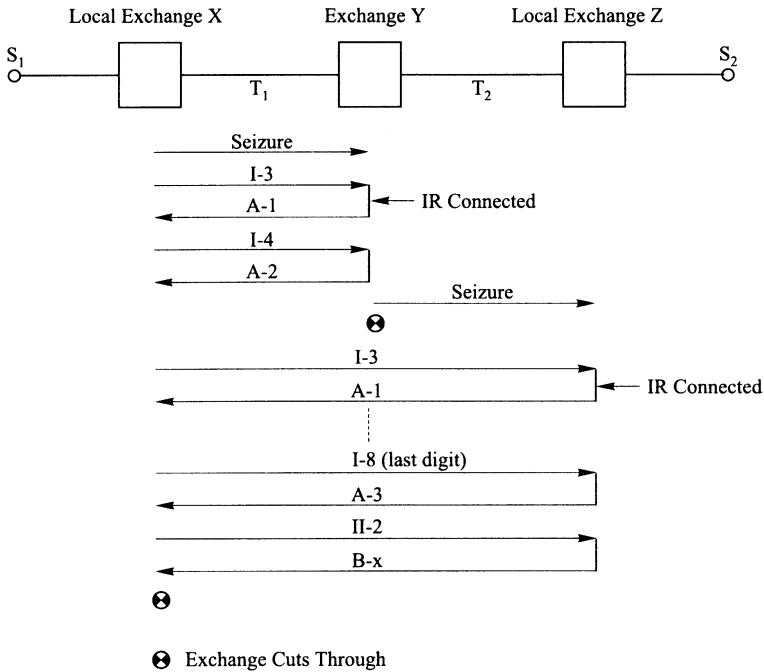 Local Exchange X Exchange Y Local Exchange Z
S1 S2
T1 T2
Seizure
I-3
A-1 IR Connected
I-4
A-2
Seizure
I-3
A-1 IR Connected
I-8 (last digit)
A-3
II-2
B-x
Exchange Cuts Through